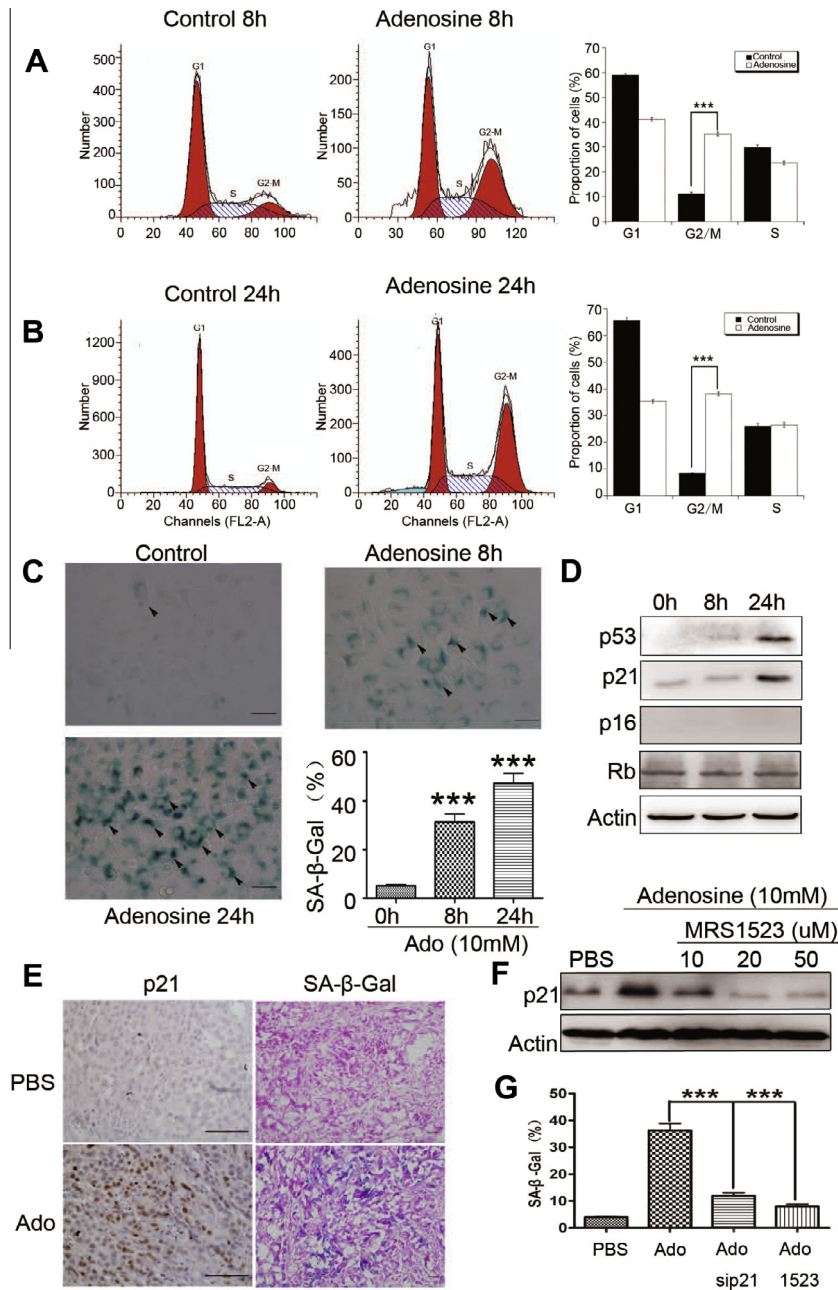 Control 8h
Adenosine 8h
A
G1
S
G2-M
Number
500
400
300
200
100
0
0 20 40 60 80 100
G1
S
G2-M
Number
200
150
100
50
0
0 30 60 90 120
Control
Adenosine
***
Proportion of cells (%)
70
60
50
40
30
20
10
0
G1 G2/M S
Control 24h
Adenosine 24h
B
G1
S
G2-M
Number
1200
900
600
300
0
0 20 40 60 80 100
Channels (FL2-A)
G1
S
G2-M
Number
400
300
200
100
0
0 20 40 60 80 100
Channels (FL2-A)
Control
Adenosine
***
Proportion of cells (%)
70
60
50
40
30
20
10
0
G1 G2/M S
C
Control
Adenosine 8h
Adenosine 24h
SA-β-Gal (%)
60
40
20
0
***
***
0h 8h 24h
Ado (10mM)
D
0h 8h 24h
p53
p21
p16
Rb
Actin
E
p21 SA-β-Gal
PBS
Ado
F
Adenosine (10mM)
MRS1523 (uM)
PBS 10 20 50
p21
Actin
G
SA-β-Gal (%)
50
40
30
20
10
0
*** ***
PBS Ado Ado Ado
sip21 1523